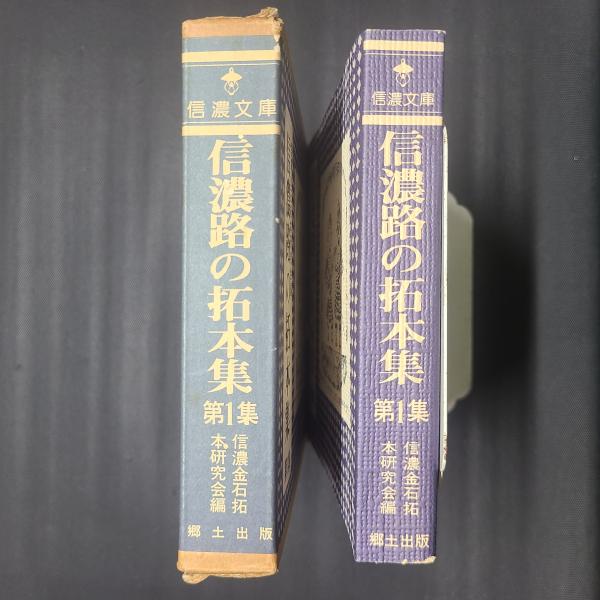 信濃文庫
信濃路の拓本集
第1集
信濃金石拓
本研究会編
郷土出版
信濃文庫
信濃路の拓本集
第1集
信濃金石拓
本研究会編
郷土出版